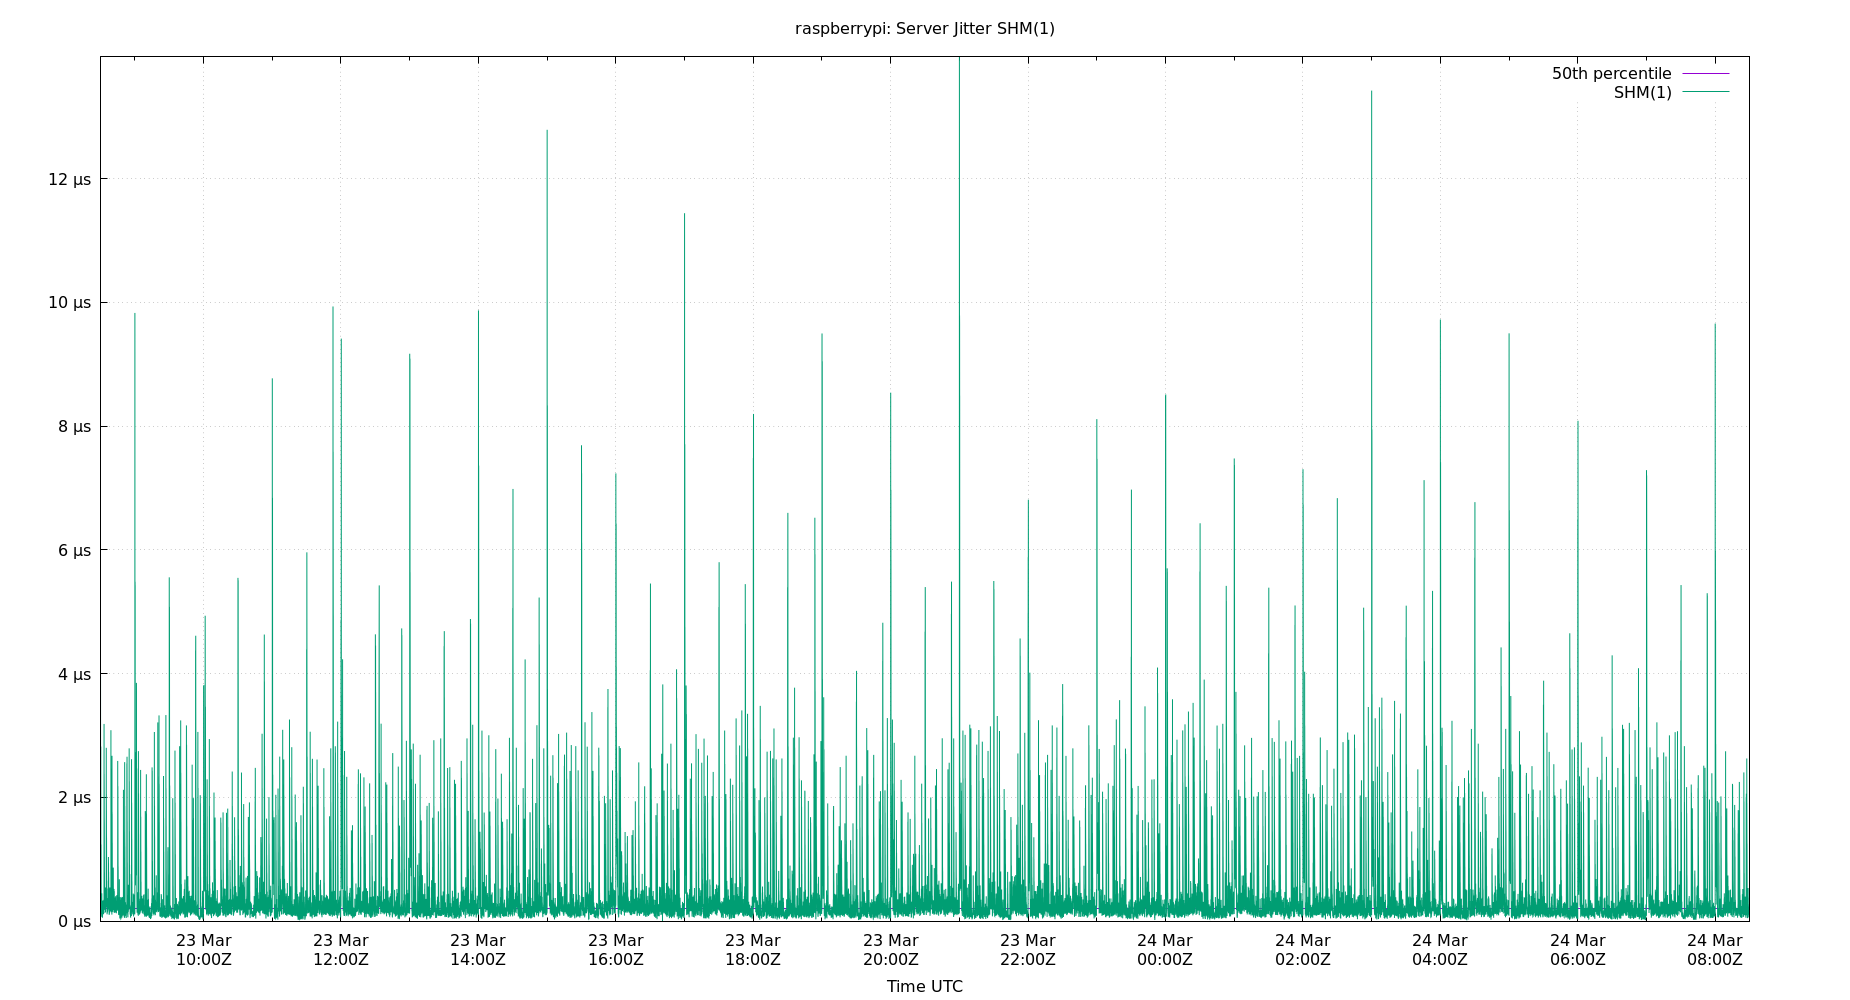 raspberrypi: Server Jitter SHM(1)
50th percentile
SHM(1)
12 µs
10 µs
8 µs
6 µs
4 µs
2 µs
0 µs
23 Mar 23 Mar 23 Mar 23 Mar 23 Mar 23 Mar 23 Mar 24 Mar 24 Mar 24 Mar 24 Mar 24 Mar
10:00Z 12:00Z 14:00Z 16:00Z 18:00Z 20:00Z 22:00Z 00:00Z 02:00Z 04:00Z 06:00Z 08:00Z
Time UTC